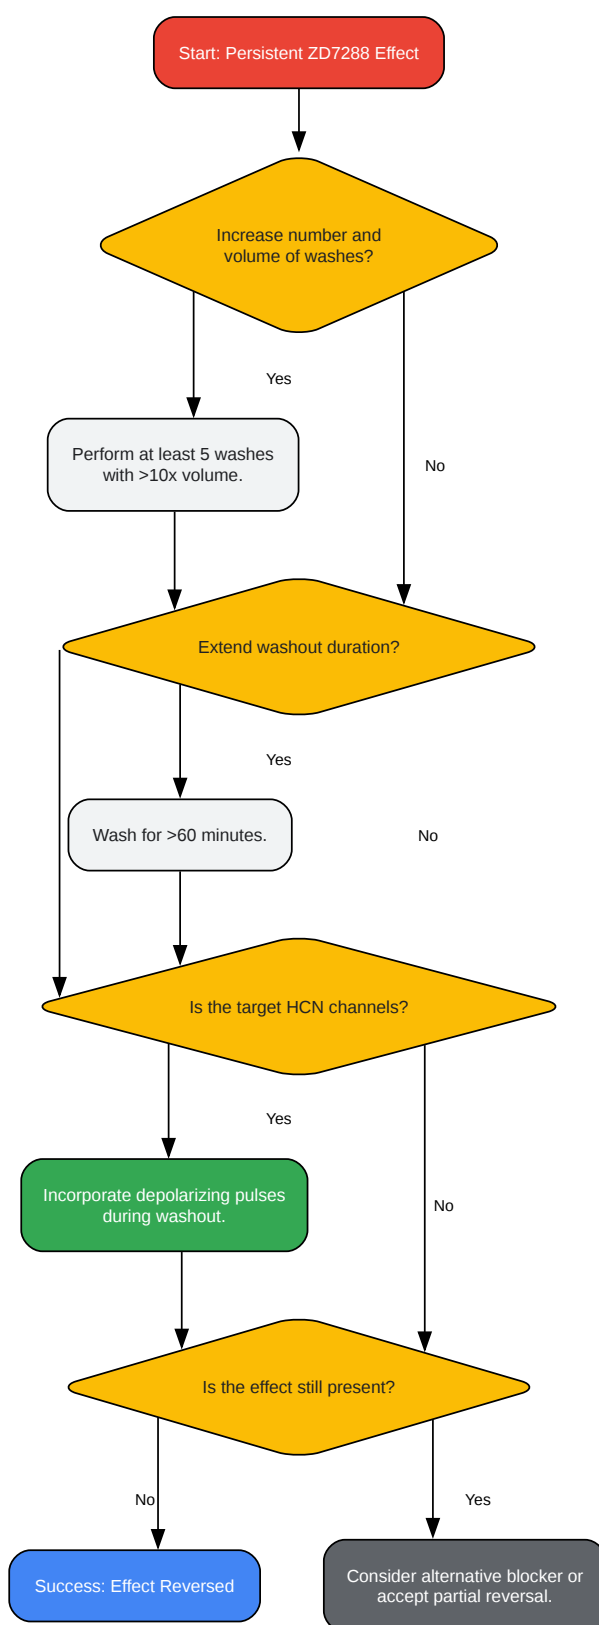 Start: Persistent ZD7288 Effect
Increase number and
volume of washes?
Yes
Perform at least 5 washes
with >10x volume.
No
Extend washout duration?
Yes
Wash for >60 minutes.
No
Is the target HCN channels?
Yes
Incorporate depolarizing pulses
during washout.
No
Is the effect still present?
No
Yes
Success: Effect Reversed
Consider alternative blocker or
accept partial reversal.